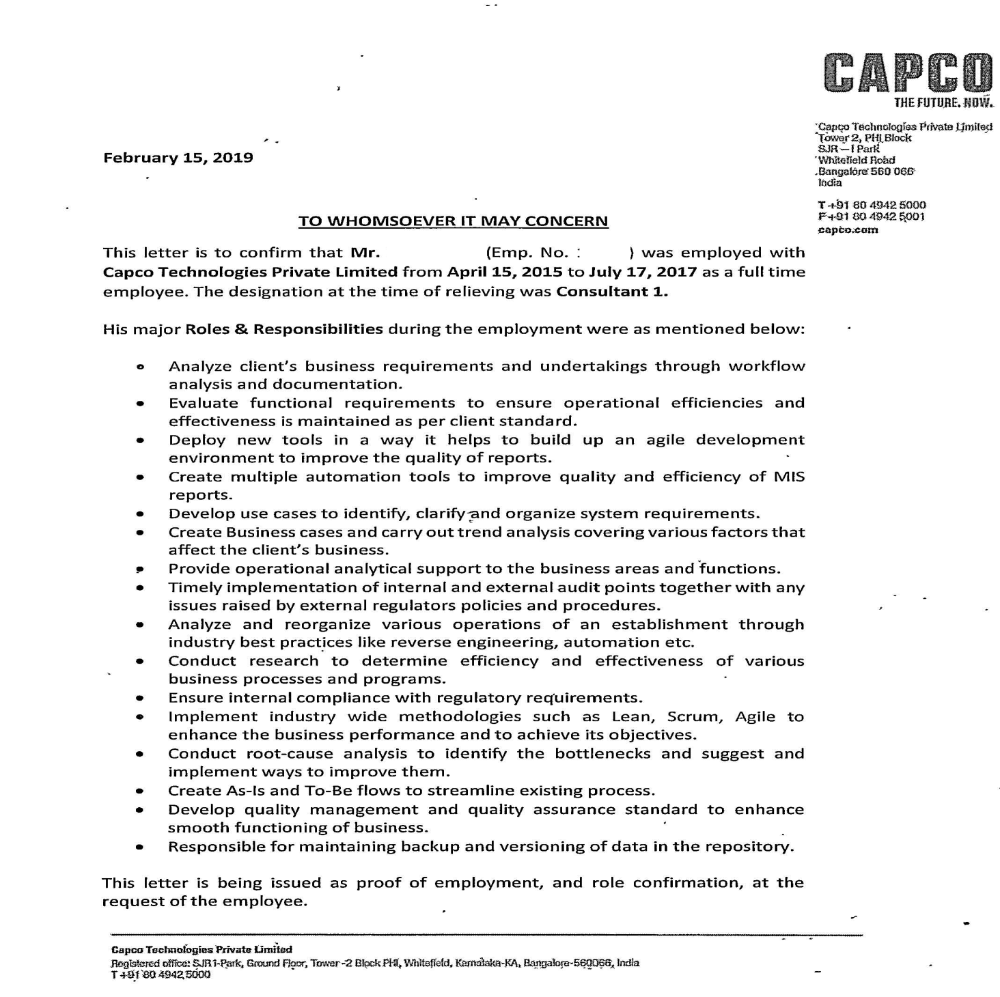 CAPCO
THE FUTURE. NOW.
Capco Technologies Private Limited
Tower 2, PHI Block
SJR – I Park
Whitefield Road
Bangalore 560 066
India
T +91 80 4942 5000
F +91 80 4942 5001
capco.com
February 15, 2019
TO WHOMSOEVER IT MAY CONCERN
This letter is to confirm that Mr. (Emp. No. : ) was employed with
Capco Technologies Private Limited from April 15, 2015 to July 17, 2017 as a full time
employee. The designation at the time of relieving was Consultant 1.
His major Roles & Responsibilities during the employment were as mentioned below:
• Analyze client's business requirements and undertakings through workflow
analysis and documentation.
• Evaluate functional requirements to ensure operational efficiencies and
effectiveness is maintained as per client standard.
• Deploy new tools in a way it helps to build up an agile development
environment to improve the quality of reports.
• Create multiple automation tools to improve quality and efficiency of MIS
reports.
• Develop use cases to identify, clarify and organize system requirements.
• Create Business cases and carry out trend analysis covering various factors that
affect the client's business.
• Provide operational analytical support to the business areas and functions.
• Timely implementation of internal and external audit points together with any
issues raised by external regulators policies and procedures.
• Analyze and reorganize various operations of an establishment through
industry best practices like reverse engineering, automation etc.
• Conduct research to determine efficiency and effectiveness of various
business processes and programs.
• Ensure internal compliance with regulatory requirements.
• Implement industry wide methodologies such as Lean, Scrum, Agile to
enhance the business performance and to achieve its objectives.
• Conduct root-cause analysis to identify the bottlenecks and suggest and
implement ways to improve them.
• Create As-Is and To-Be flows to streamline existing process.
• Develop quality management and quality assurance standard to enhance
smooth functioning of business.
• Responsible for maintaining backup and versioning of data in the repository.
This letter is being issued as proof of employment, and role confirmation, at the
request of the employee.
Capco Technologies Private Limited
Registered office: SJR1-Park, Ground Floor, Tower -2 Block PHI, Whitefield, Karnataka-KA, Bangalore-560066, India
T +91 80 4942 5000